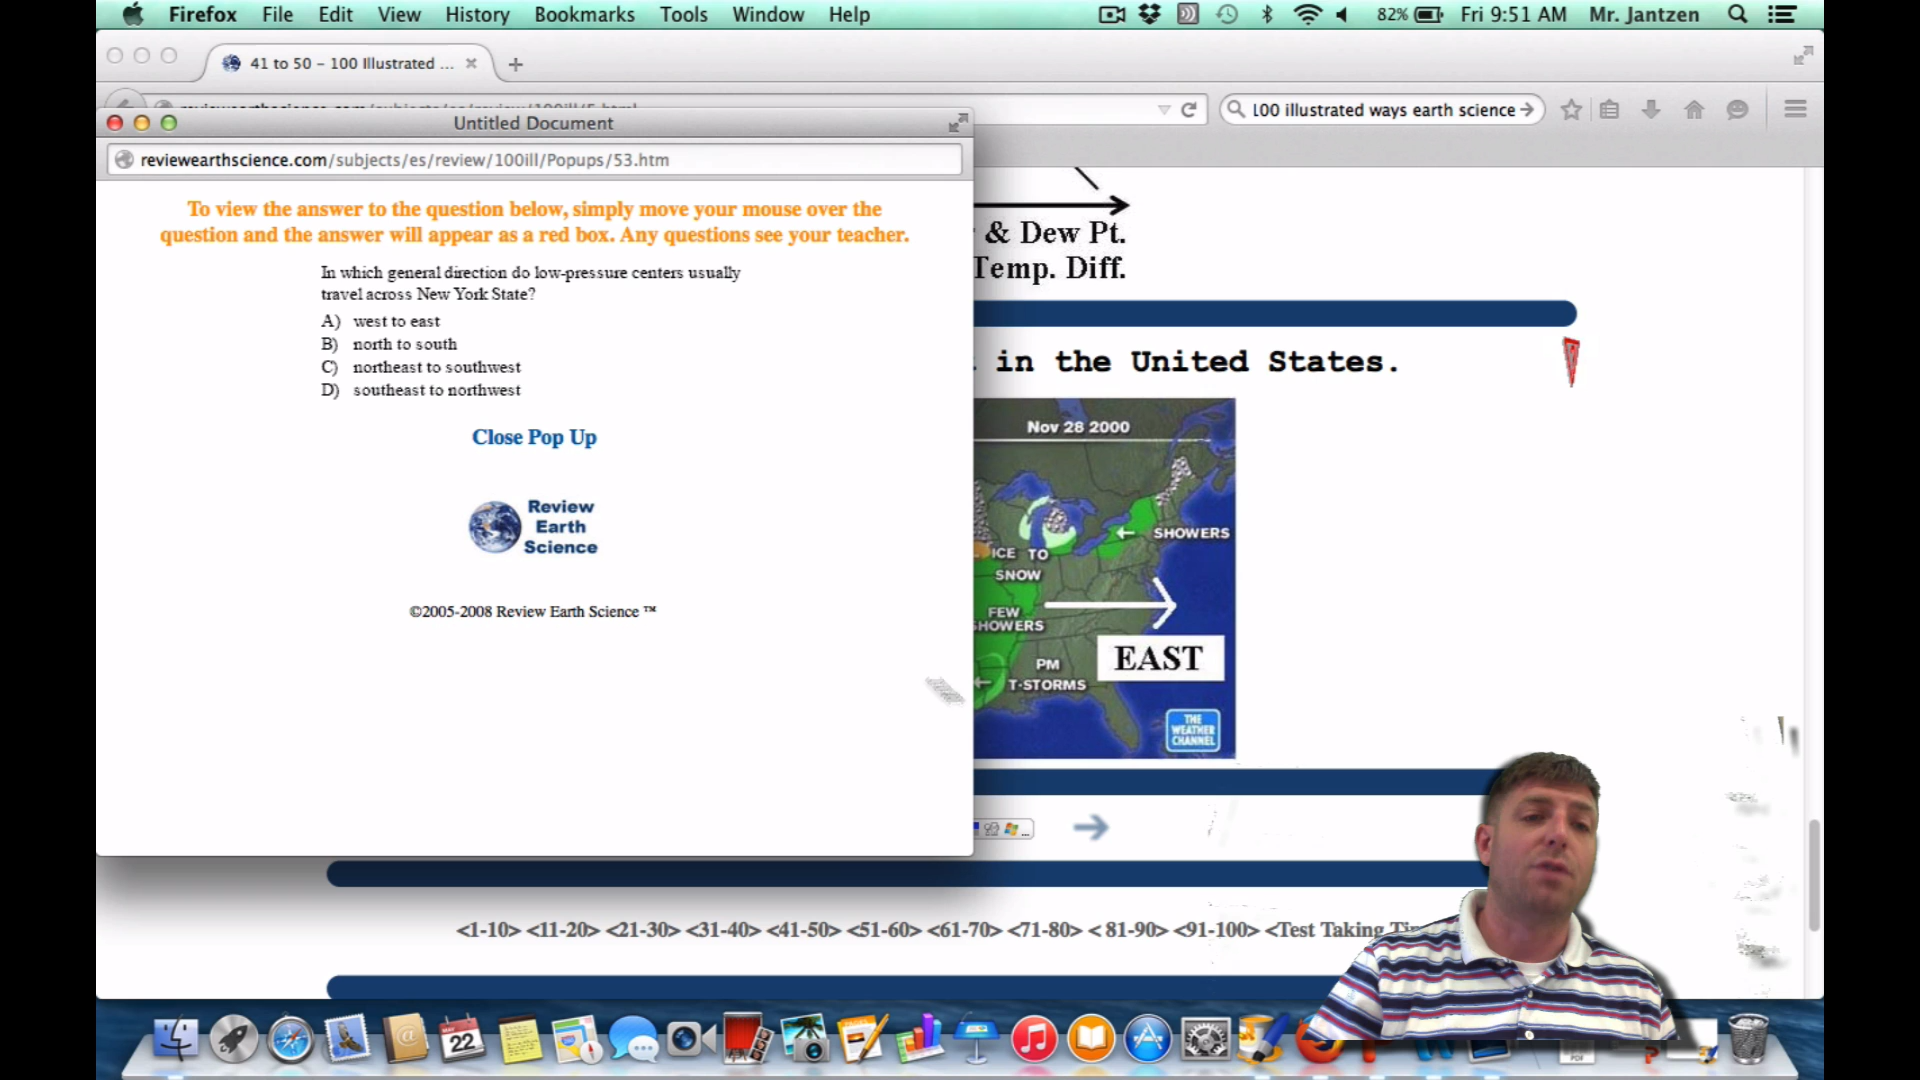 Firefox File Edit View History Bookmarks Tools Window Help 82% Fri 9:51 AM Mr. Jantzen
41 to 50 – 100 Illustrated ...
100 illustrated ways earth science
Untitled Document
reviewearthscience.com/subjects/es/review/100ill/Popups/53.htm
To view the answer to the question below, simply move your mouse over the
question and the answer will appear as a red box. Any questions see your teacher.
In which general direction do low-pressure centers usually
travel across New York State?
A) west to east
B) north to south
C) northeast to southwest
D) southeast to northwest
Close Pop Up
Review
Earth
Science
©2005-2008 Review Earth Science ™
& Dew Pt.
Temp. Diff.
in the United States.
Nov 28 2000
SHOWERS
ICE TO
SNOW
FEW
SHOWERS
EAST
PM
T-STORMS
THE
WEATHER
CHANNEL
<1-10> <11-20> <21-30> <31-40> <41-50> <51-60> <61-70> <71-80> < 81-90> <91-100> <Test Taking
22
PDF